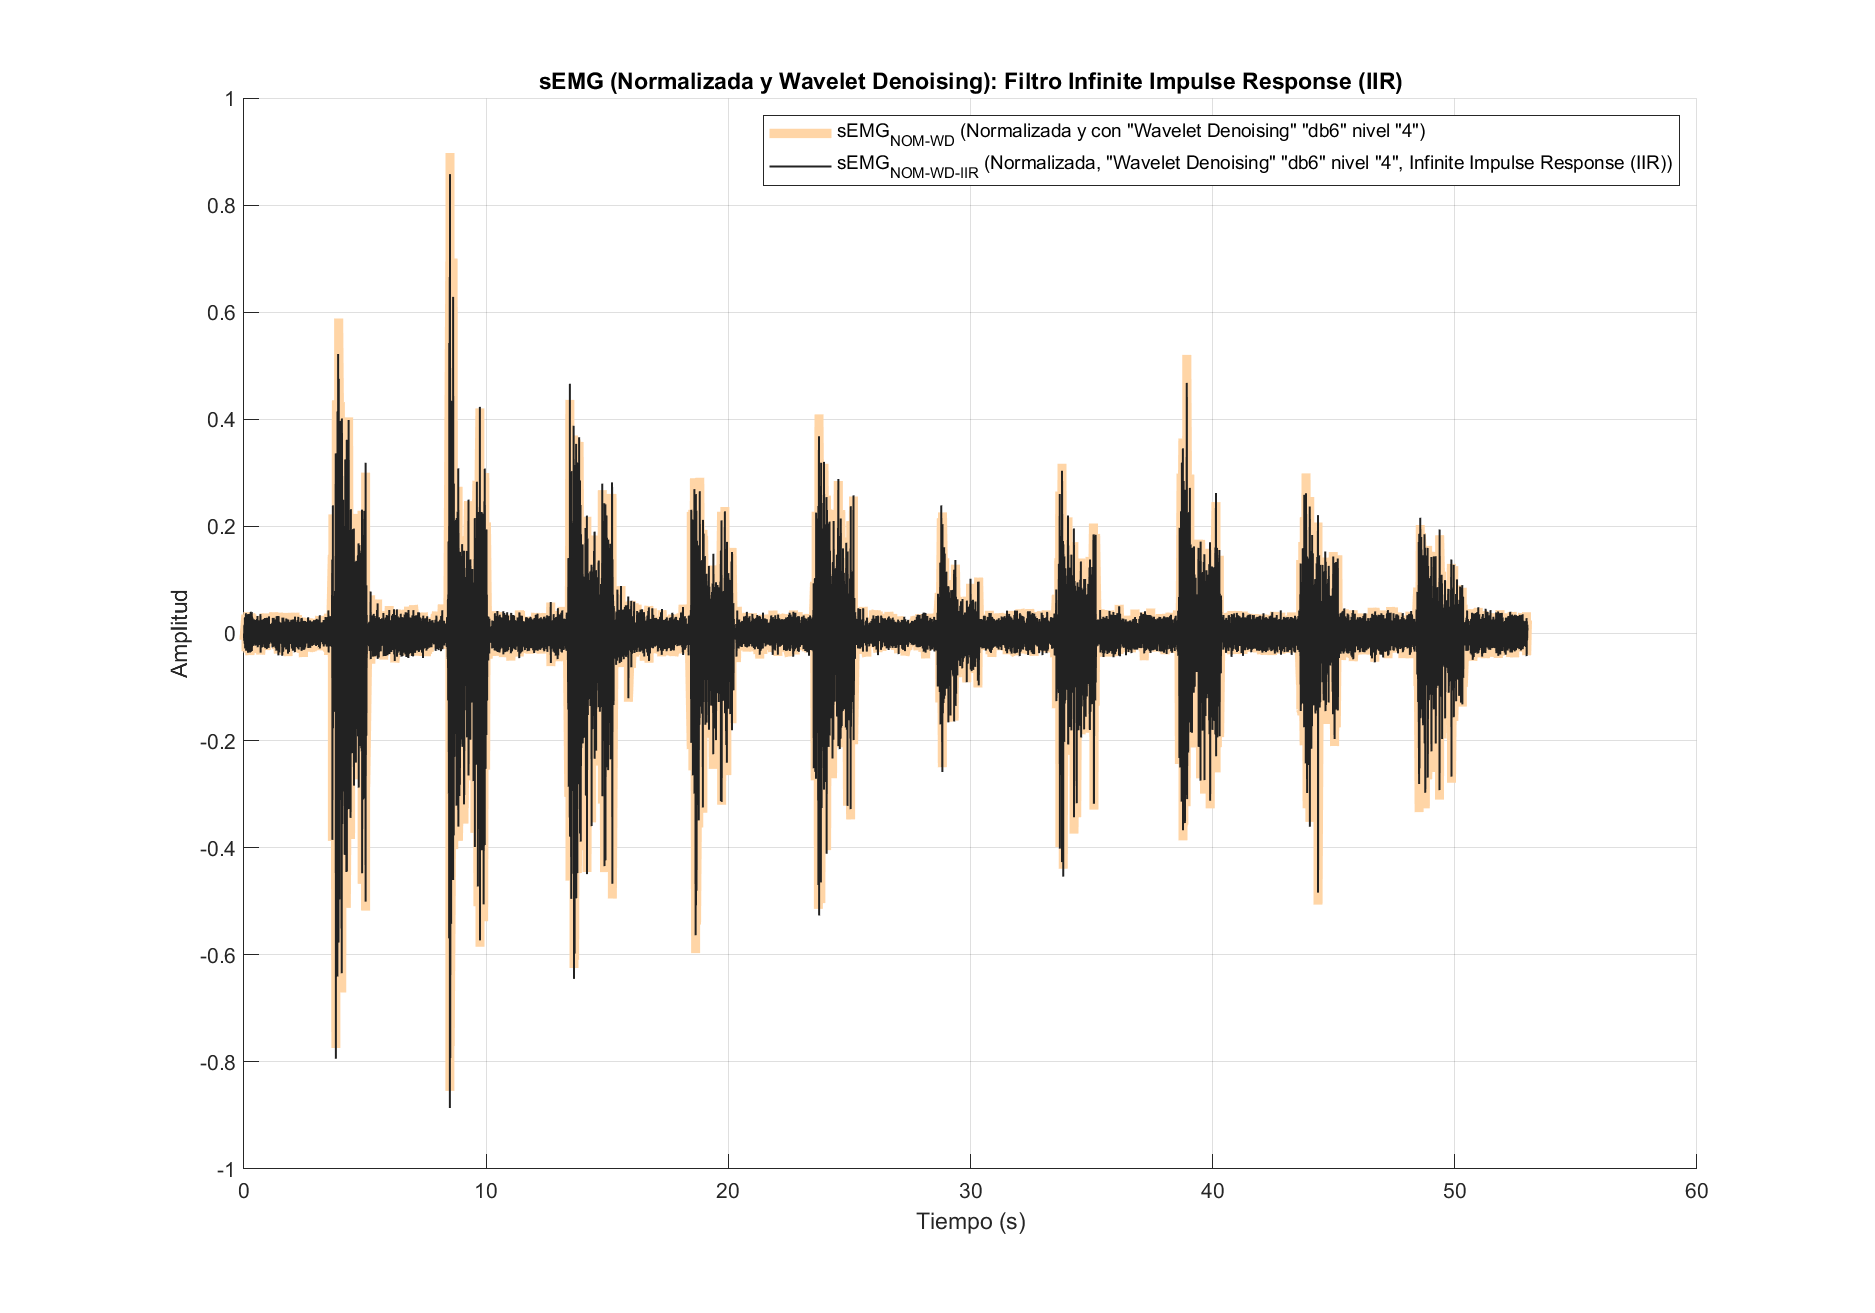 sEMG (Normalizada y Wavelet Denoising): Filtro Infinite Impulse Response (IIR)
sEMG_NOM-WD (Normalizada y con "Wavelet Denoising" "db6" nivel "4")
sEMG_NOM-WD-IIR (Normalizada, "Wavelet Denoising" "db6" nivel "4", Infinite Impulse Response (IIR))
1
0.8
0.6
0.4
0.2
0
-0.2
-0.4
-0.6
-0.8
-1
Amplitud
0 10 20 30 40 50 60
Tiempo (s)